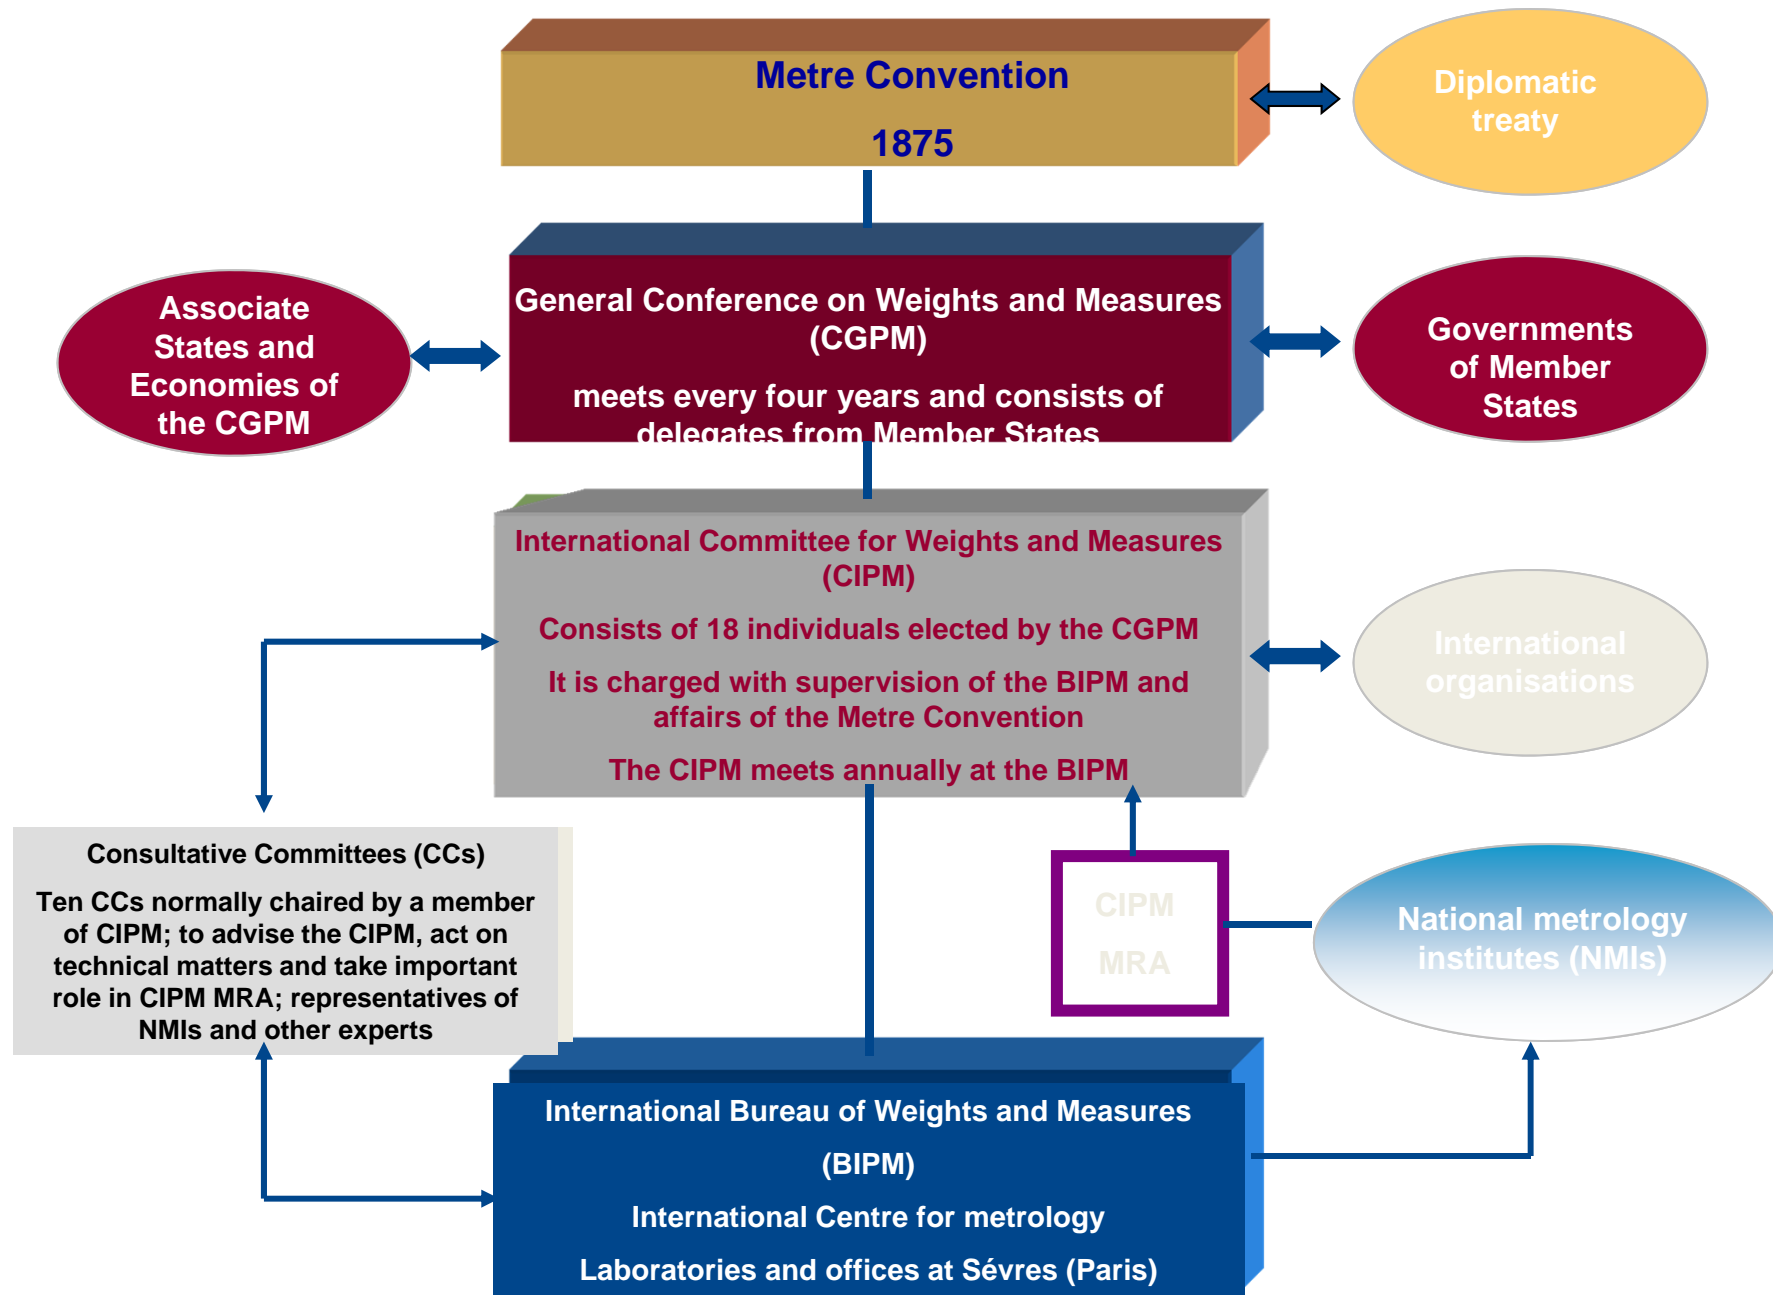 Metre Convention
1875
Diplomatic
treaty
General Conference on Weights and Measures
(CGPM)
meets every four years and consists of
delegates from Member States
Associate
States and
Economies of
the CGPM
Governments
of Member
States
International Committee for Weights and Measures
(CIPM)
Consists of 18 individuals elected by the CGPM
It is charged with supervision of the BIPM and
affairs of the Metre Convention
The CIPM meets annually at the BIPM
International
organisations
Consultative Committees (CCs)
Ten CCs normally chaired by a member
of CIPM; to advise the CIPM, act on
technical matters and take important
role in CIPM MRA; representatives of
NMIs and other experts
CIPM
MRA
National metrology
institutes (NMIs)
International Bureau of Weights and Measures
(BIPM)
International Centre for metrology
Laboratories and offices at Sévres (Paris)